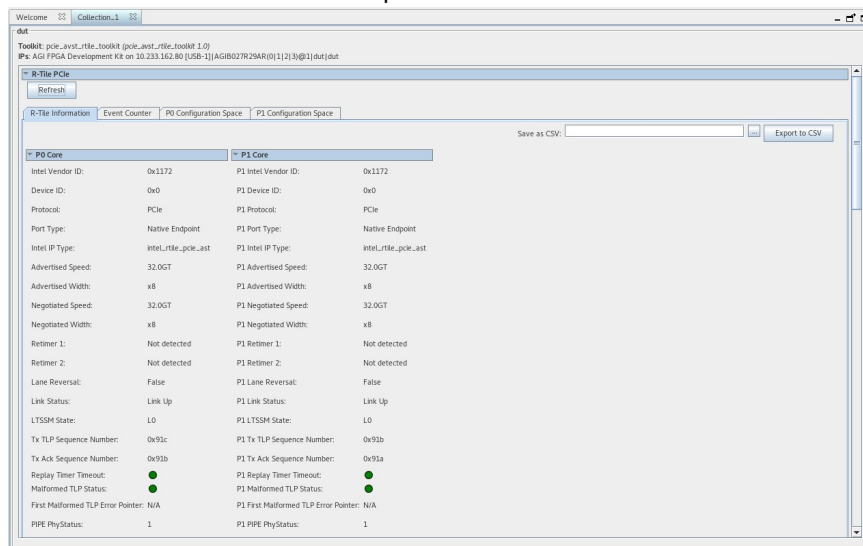 Welcome Collection_1
dut
Toolkit: pcie_avst_rtile_toolkit (pcie_avst_rtile_toolkit 1.0)
IPs: AGI FPGA Development Kit on 10.233.162.80 [USB-1]|AGIB027R29AR(0|1|2|3)@1|dut|dut
R-Tile PCIe
Refresh
R-Tile Information Event Counter P0 Configuration Space P1 Configuration Space
Save as CSV: ... Export to CSV
P0 Core P1 Core
Intel Vendor ID: 0x1172 P1 Intel Vendor ID: 0x1172
Device ID: 0x0 P1 Device ID: 0x0
Protocol: PCIe P1 Protocol: PCIe
Port Type: Native Endpoint P1 Port Type: Native Endpoint
Intel IP Type: intel_rtile_pcie_ast P1 Intel IP Type: intel_rtile_pcie_ast
Advertised Speed: 32.0GT P1 Advertised Speed: 32.0GT
Advertised Width: x8 P1 Advertised Width: x8
Negotiated Speed: 32.0GT P1 Negotiated Speed: 32.0GT
Negotiated Width: x8 P1 Negotiated Width: x8
Retimer 1: Not detected P1 Retimer 1: Not detected
Retimer 2: Not detected P1 Retimer 2: Not detected
Lane Reversal: False P1 Lane Reversal: False
Link Status: Link Up P1 Link Status: Link Up
LTSSM State: L0 P1 LTSSM State: L0
Tx TLP Sequence Number: 0x91c P1 Tx TLP Sequence Number: 0x91b
Tx Ack Sequence Number: 0x91b P1 Tx Ack Sequence Number: 0x91a
Replay Timer Timeout: P1 Replay Timer Timeout:
Malformed TLP Status: P1 Malformed TLP Status:
First Malformed TLP Error Pointer: N/A P1 First Malformed TLP Error Pointer: N/A
PIPE PhyStatus: 1 P1 PIPE PhyStatus: 1